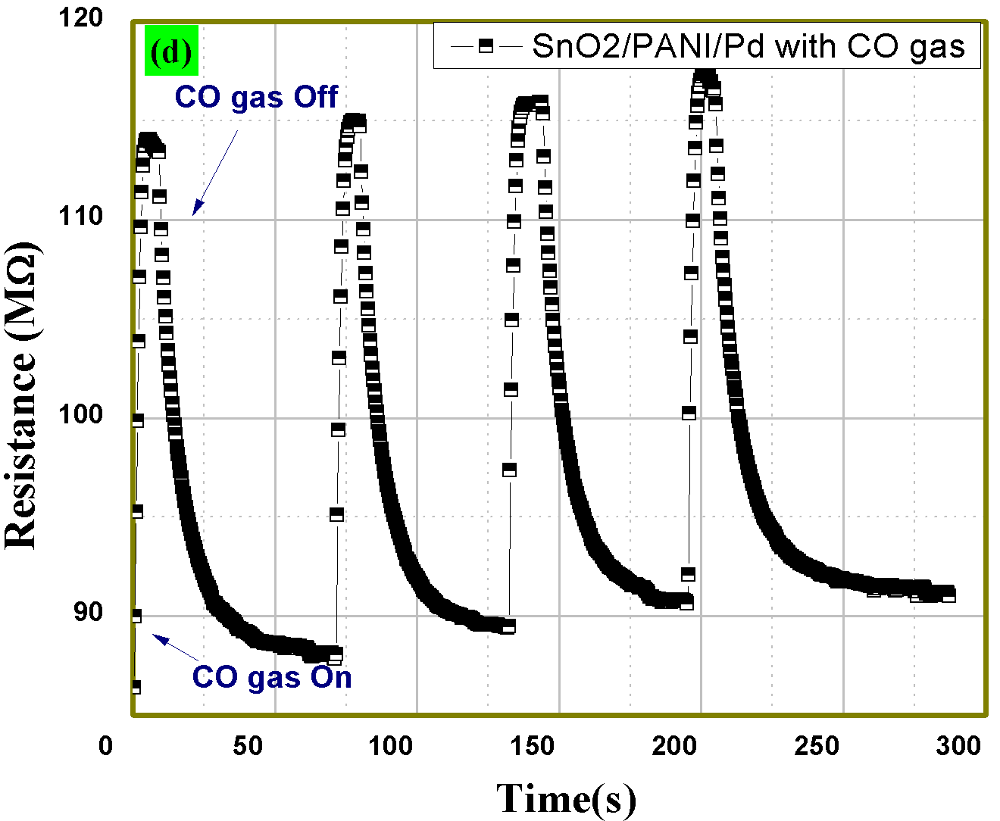 120
(d)
SnO2/PANI/Pd with CO gas
CO gas Off
110
Resistance (MΩ)
100
90
CO gas On
0 50 100 150 200 250 300
Time(s)